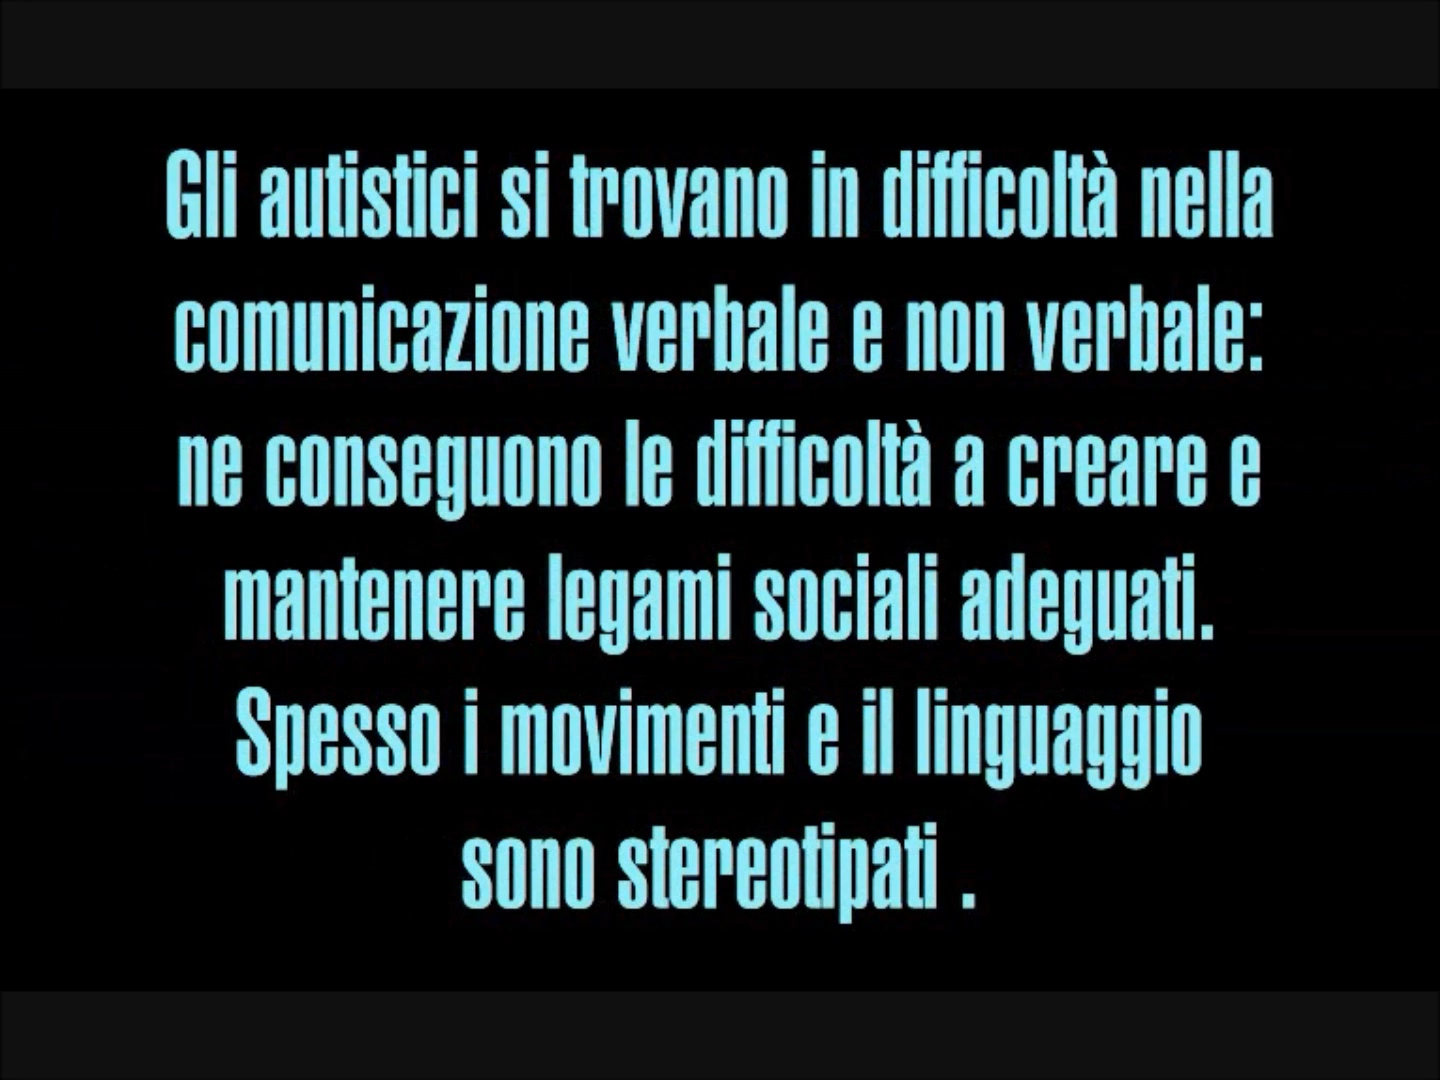 Gli autistici si trovano in difficoltà nella
comunicazione verbale e non verbale:
ne conseguono le difficoltà a creare e
mantenere legami sociali adeguati.
Spesso i movimenti e il linguaggio
sono stereotipati .